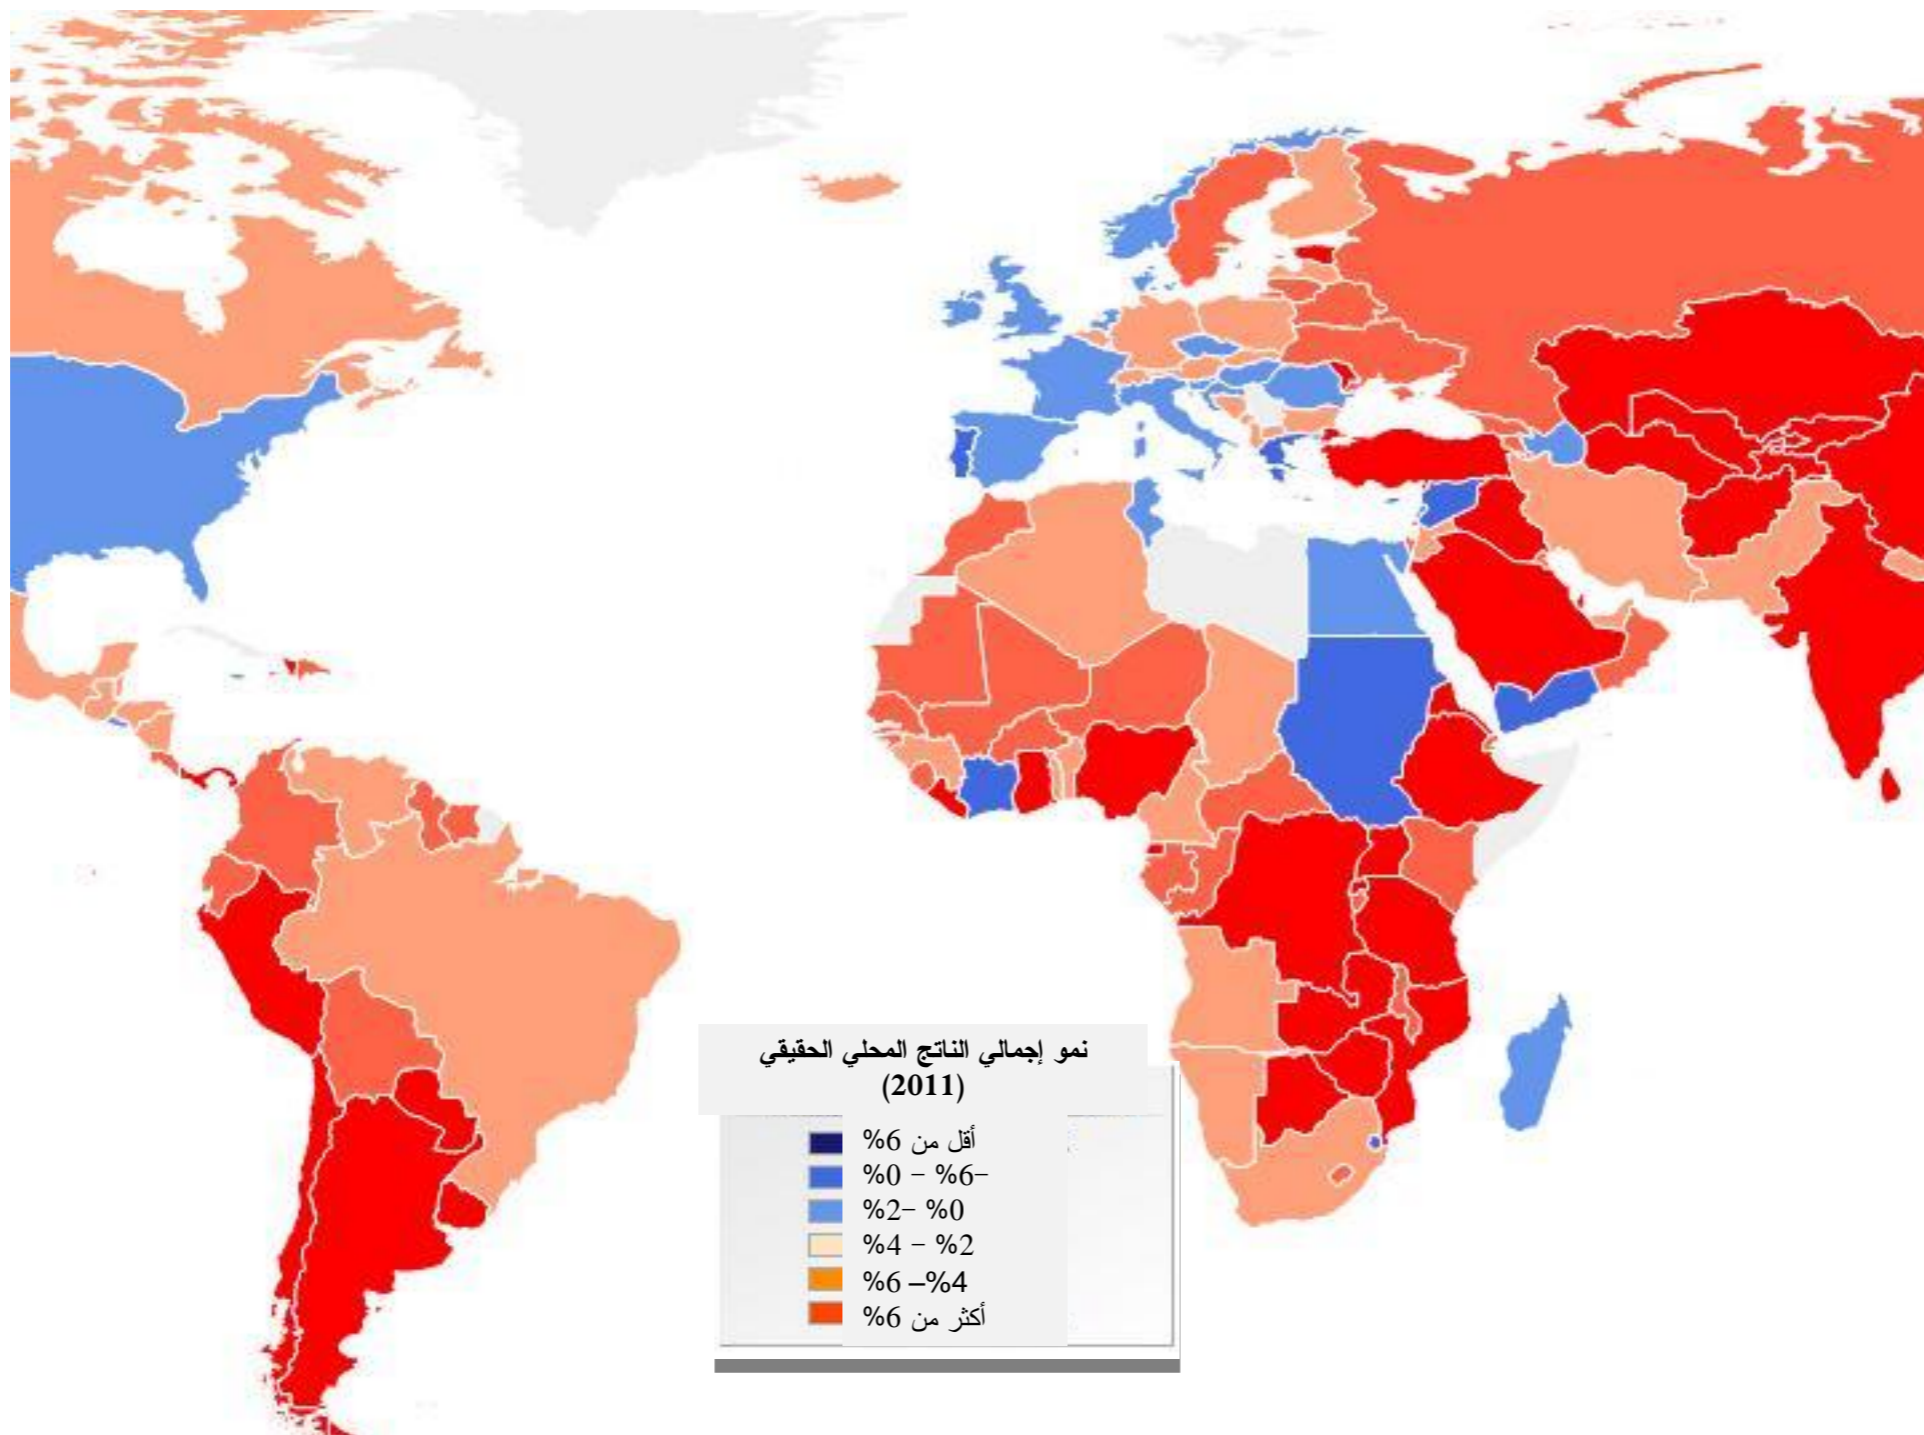 نمو إجمالي الناتج المحلي الحقيقي
(2011)
أقل من 6%
-6% - 0%
0% -2%
2% - 4%
4%– 6%
أكثر من 6%